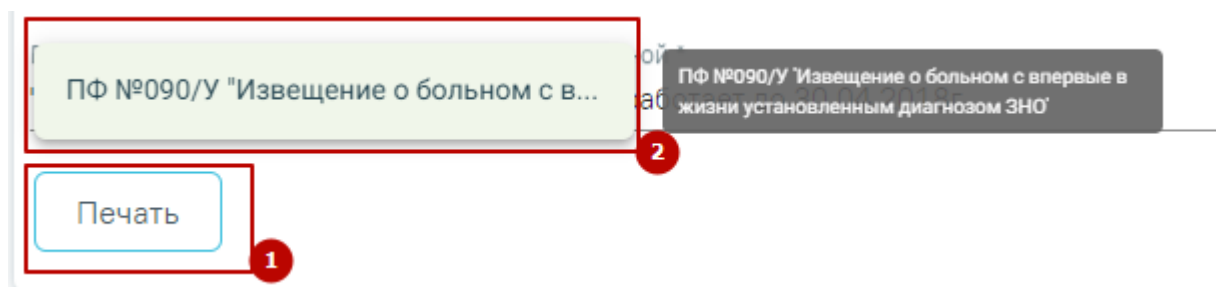 ПФ №090/У "Извещение о больном с в...
ПФ №090/У "Извещение о больном с впервые в
жизни установленным диагнозом ЗНО"
2
Печать
1